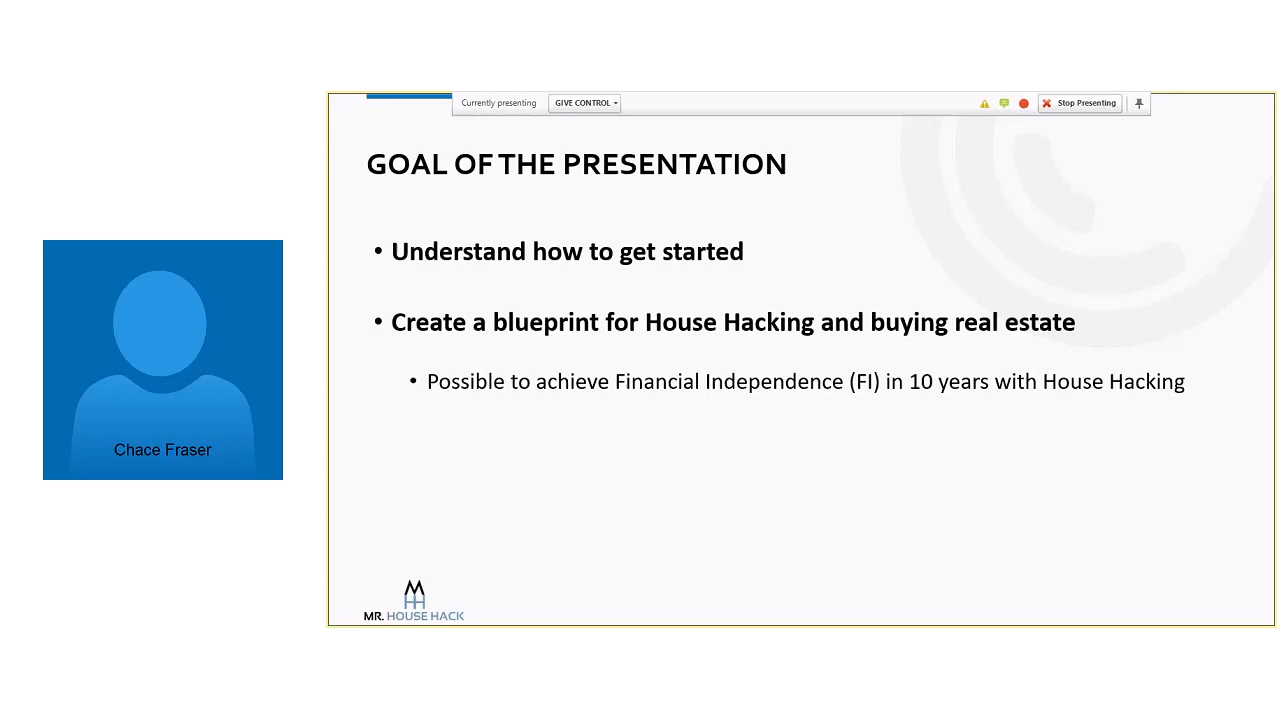 Currently presenting GIVE CONTROL Stop Presenting
GOAL OF THE PRESENTATION
• Understand how to get started
• Create a blueprint for House Hacking and buying real estate
• Possible to achieve Financial Independence (FI) in 10 years with House Hacking
Chace Fraser
MR. HOUSE HACK